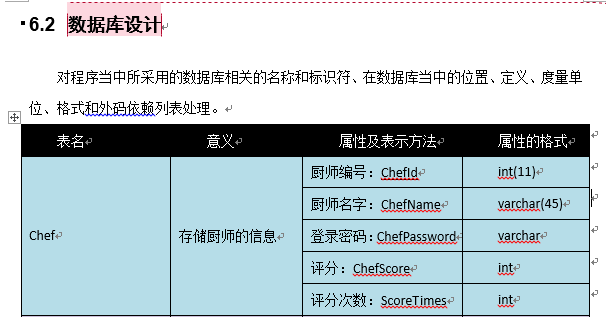 6.2 数据库设计
对程序当中所采用的数据库相关的名称和标识符、在数据库当中的位置、定义、度量单
位、格式和外码依赖列表处理。
表名 意义 属性及表示方法 属性的格式
厨师编号：ChefId int(11)
厨师名字：ChefName varchar(45)
Chef 存储厨师的信息 登录密码：ChefPassword varchar
评分：ChefScore int
评分次数：ScoreTimes int